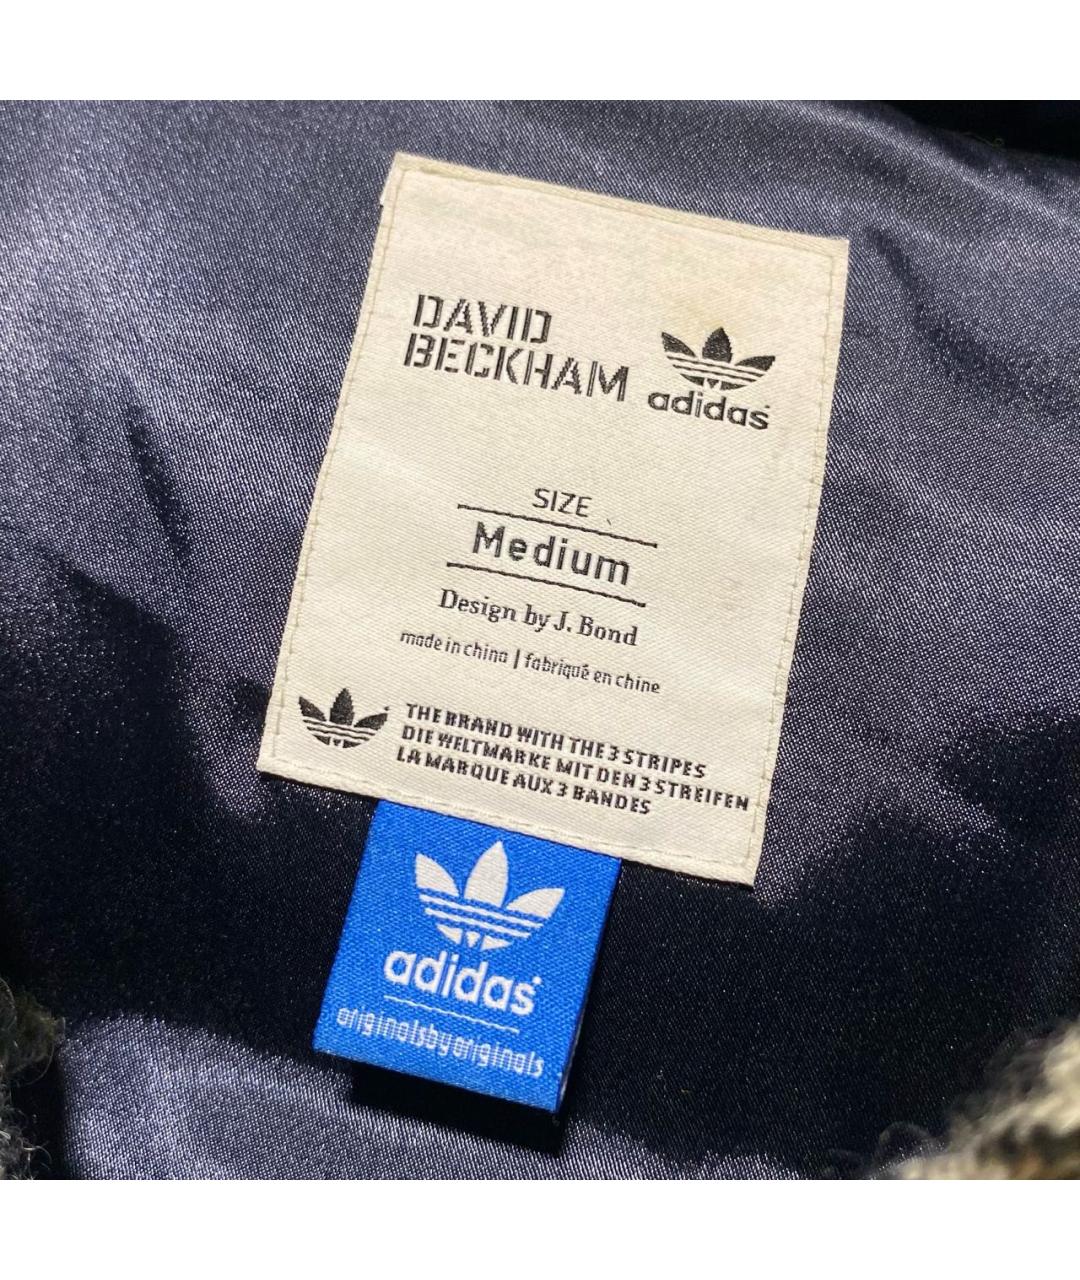 DAVID
BECKHAM
adidas
SIZE
Medium
Design by J. Bond
made in china | fabriqué en chine
THE BRAND WITH THE 3 STRIPES
DIE WELTMARKE MIT DEN 3 STREIFEN
LA MARQUE AUX 3 BANDES
adidas
originalsbyoriginals